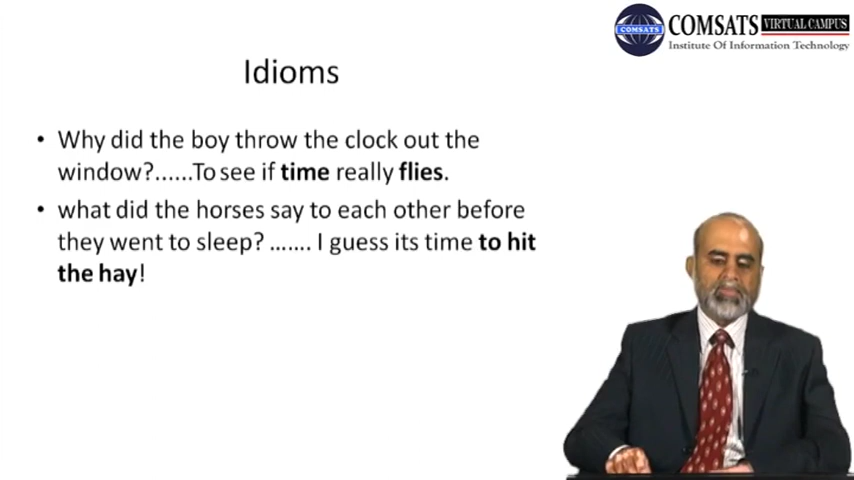 COMSATS VIRTUAL CAMPUS
COMSATS
Institute Of Information Technology
Idioms
• Why did the boy throw the clock out the
window?......To see if time really flies.
• what did the horses say to each other before
they went to sleep? ....... I guess its time to hit
the hay!